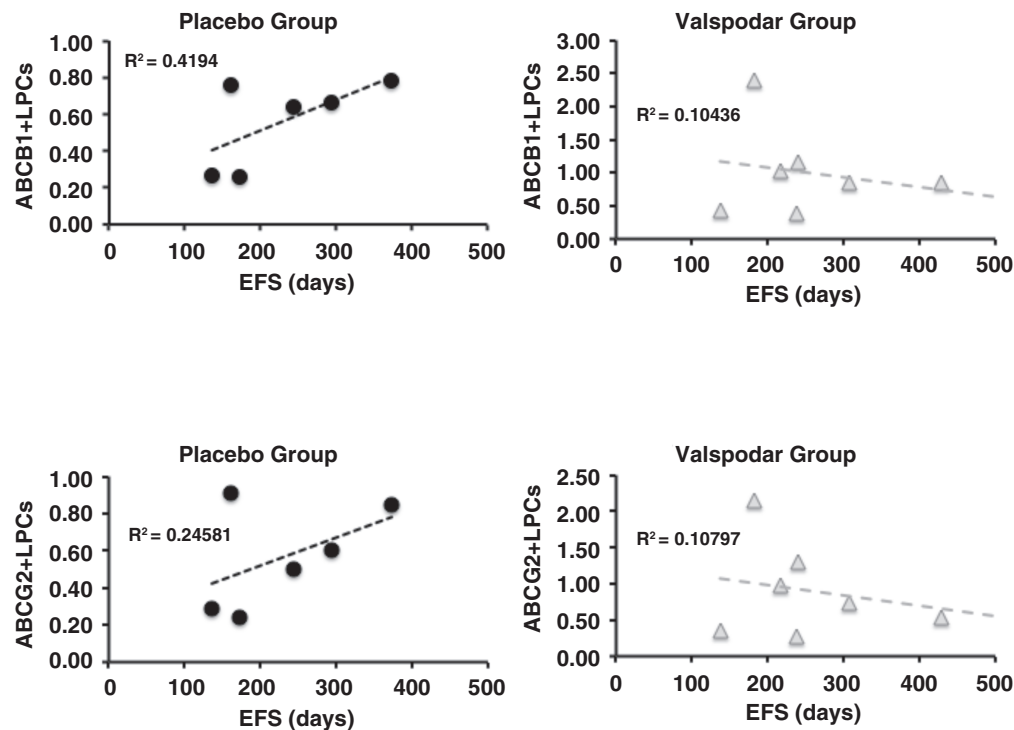 Placebo Group
R² = 0.4194
ABCB1+LPCs
1.00
0.80
0.60
0.40
0.20
0.00
0 100 200 300 400 500
EFS (days)
Valspodar Group
R² = 0.10436
ABCB1+LPCs
3.00
2.50
2.00
1.50
1.00
0.50
0.00
0 100 200 300 400 500
EFS (days)
Placebo Group
R² = 0.24581
ABCG2+LPCs
1.00
0.80
0.60
0.40
0.20
0.00
0 100 200 300 400 500
EFS (days)
Valspodar Group
R² = 0.10797
ABCG2+LPCs
2.50
2.00
1.50
1.00
0.50
0.00
0 100 200 300 400 500
EFS (days)